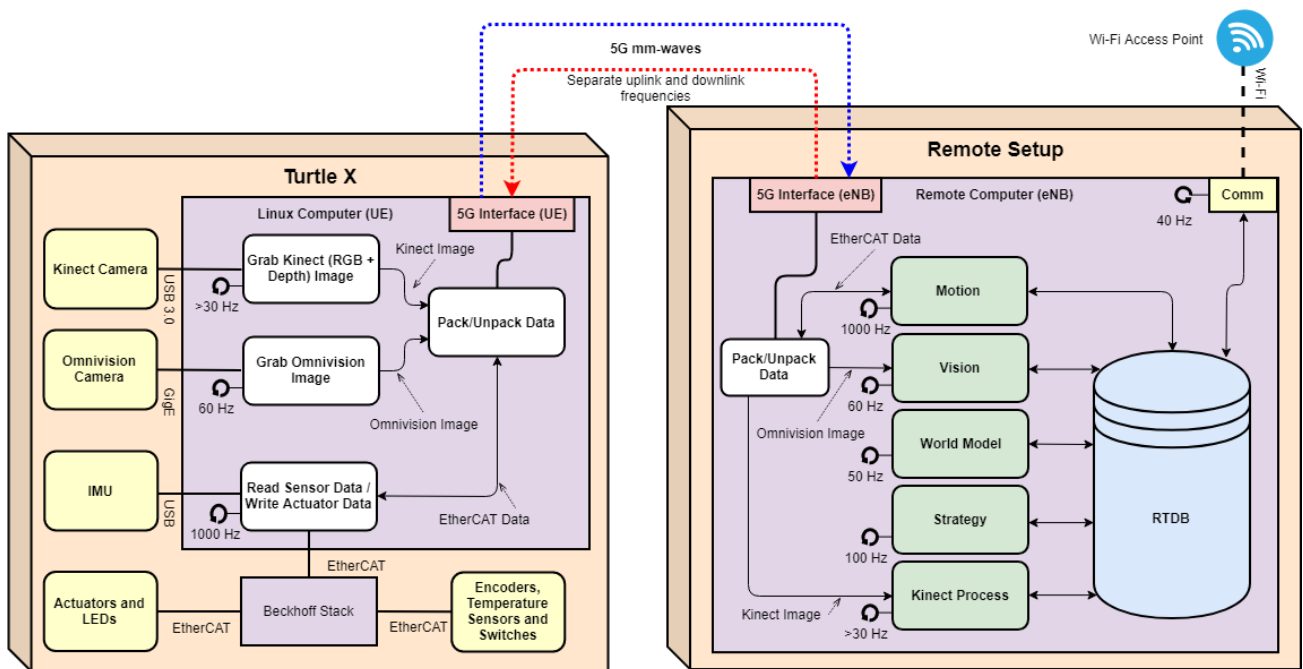 5G mm-waves
Separate uplink and downlink
frequencies
Wi-Fi Access Point
Wi-Fi
Turtle X
Linux Computer (UE)
5G Interface (UE)
Kinect Camera
USB 3.0
Grab Kinect (RGB +
Depth) Image
>30 Hz
Kinect Image
Pack/Unpack Data
Omnivision
Camera
GigE
Grab Omnivision
Image
60 Hz
Omnivision Image
IMU
USB
Read Sensor Data /
Write Actuator Data
1000 Hz
EtherCAT Data
EtherCAT
Actuators and
LEDs
EtherCAT
Beckhoff Stack
EtherCAT
Encoders,
Temperature
Sensors and
Switches
Remote Setup
5G Interface (eNB)
Remote Computer (eNB)
Comm
40 Hz
EtherCAT Data
Motion
1000 Hz
Pack/Unpack
Data
Vision
60 Hz
Omnivision Image
World Model
50 Hz
Strategy
100 Hz
RTDB
Kinect Process
Kinect Image
>30 Hz